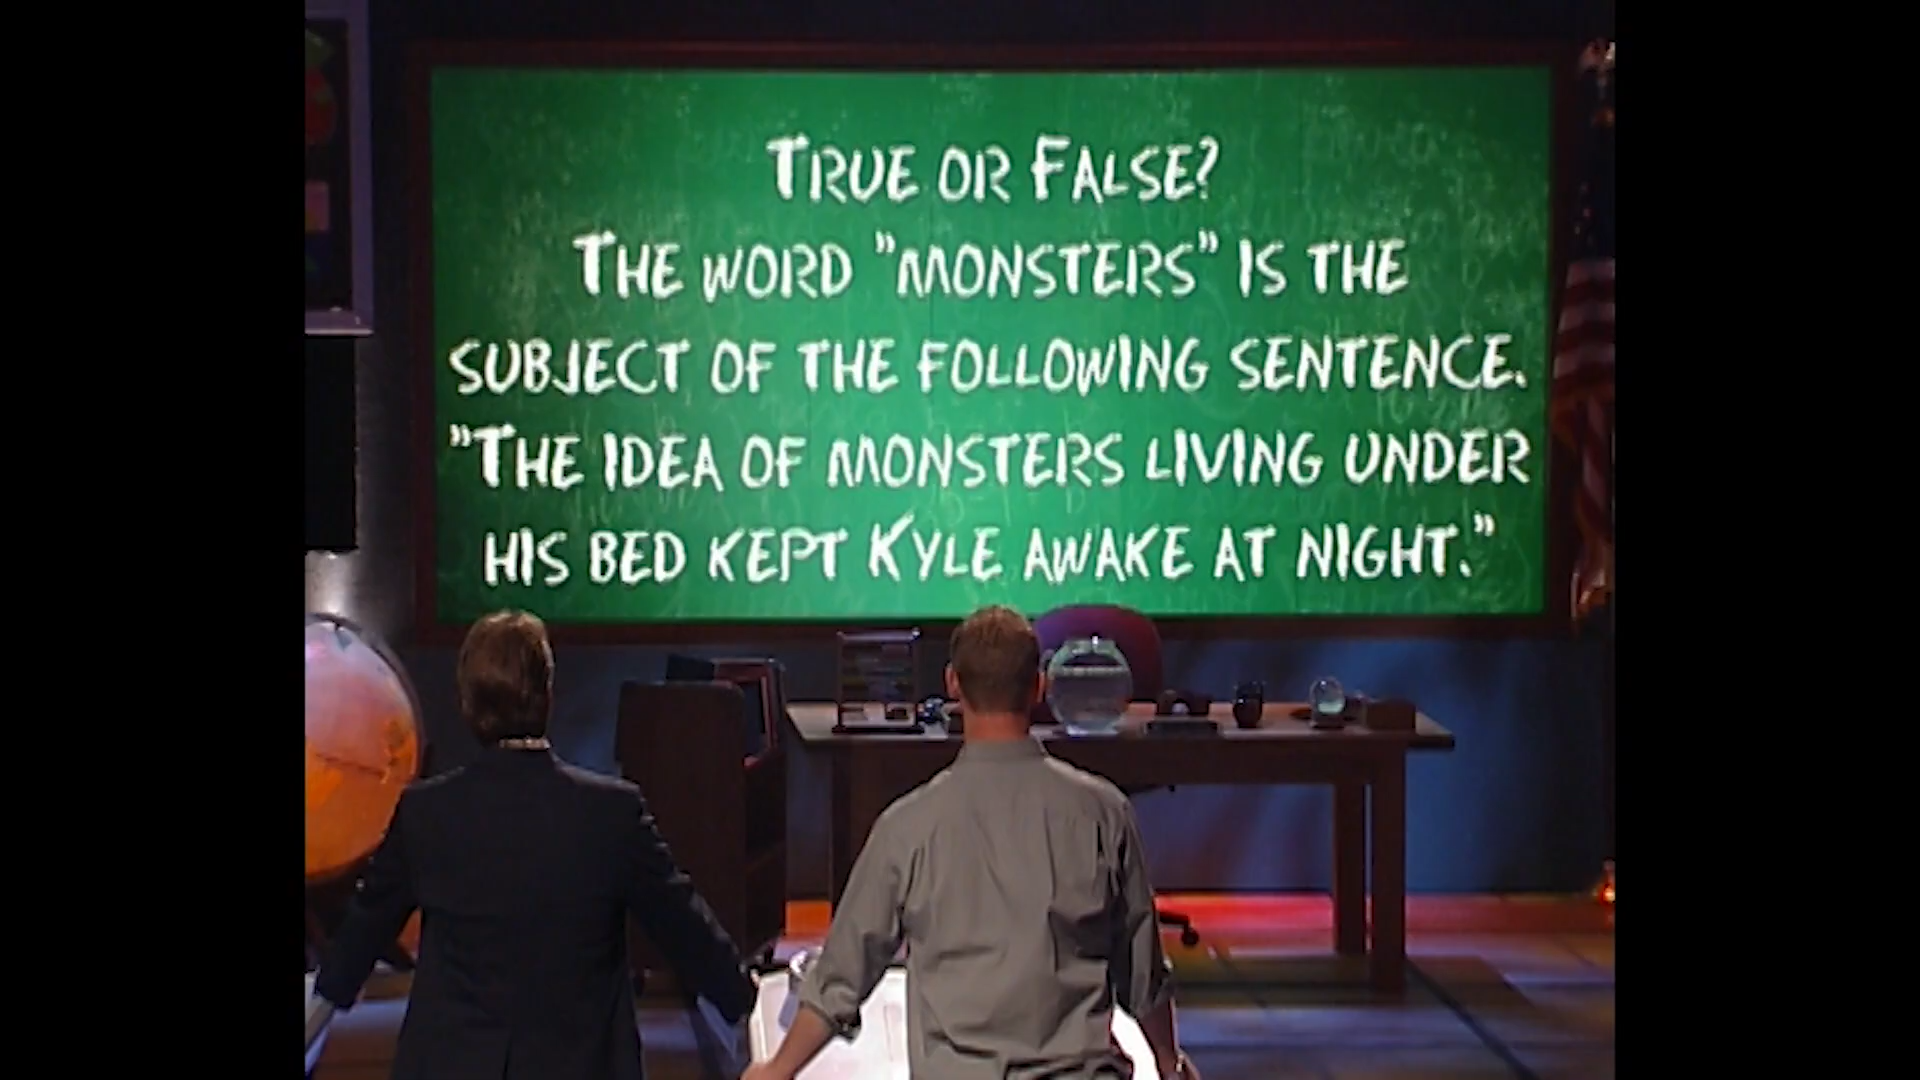 True or False?
The word "monsters" is the
subject of the following sentence.
"The idea of monsters living under
his bed kept Kyle awake at night."